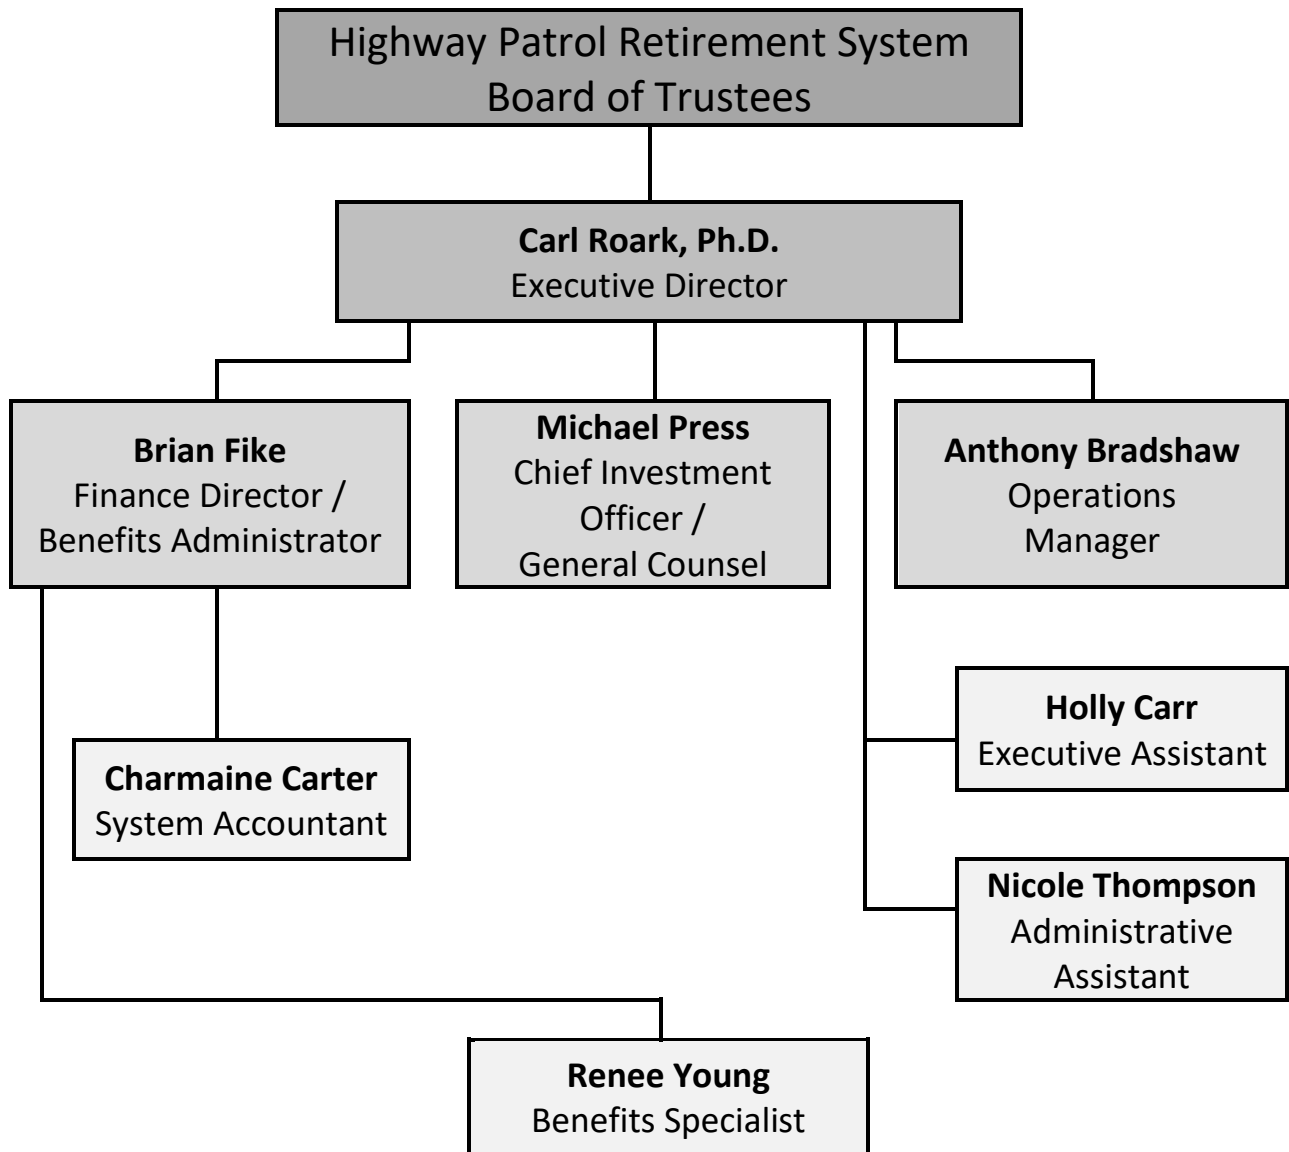 Highway Patrol Retirement System
Board of Trustees
Carl Roark, Ph.D.
Executive Director
Brian Fike
Finance Director /
Benefits Administrator
Michael Press
Chief Investment
Officer /
General Counsel
Anthony Bradshaw
Operations
Manager
Holly Carr
Executive Assistant
Charmaine Carter
System Accountant
Nicole Thompson
Administrative
Assistant
Renee Young
Benefits Specialist